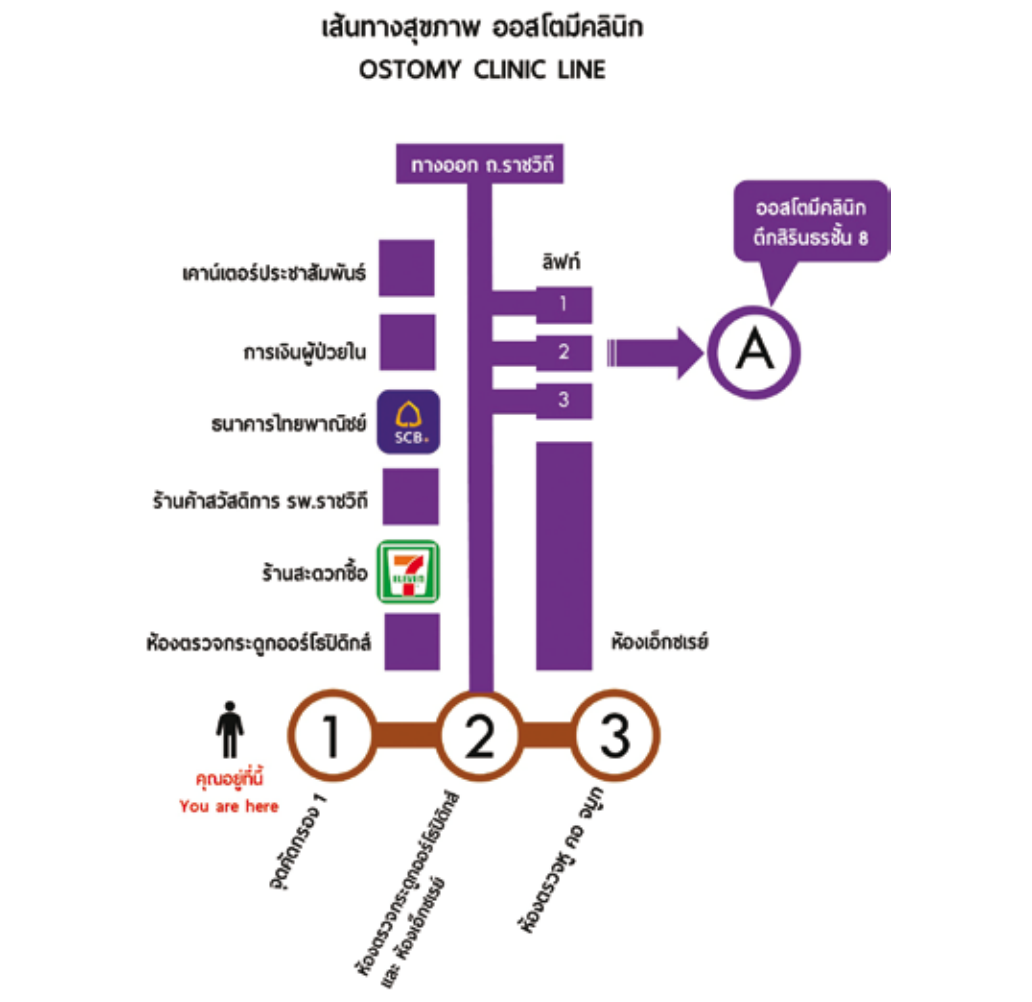 เส้นทางสุขภาพ ออสโตมีคลินิก
OSTOMY CLINIC LINE
ทางออก ถ.ราชวิถี
ออสโตมีคลินิก
ตึกสิรินธรชั้น 8
เคาน์เตอร์ประชาสัมพันธ์
ลิฟท์
1
การเงินผู้ป่วยใน
2
A
3
ธนาคารไทยพาณิชย์
SCB+
ร้านค้าสวัสดิการ รพ.ราชวิถี
ร้านสะดวกซื้อ
7
ELEVEN
ห้องตรวจกระดูกออร์โธปิดิกส์
ห้องเอ็กซเรย์
1
2
3
คุณอยู่ที่นี้
You are here
จุดคัดกรอง 1
ห้องตรวจกระดูกออร์โธปิดิกส์
และ ห้องเอ็กซเรย์
ห้องตรวจหู คอ จมูก